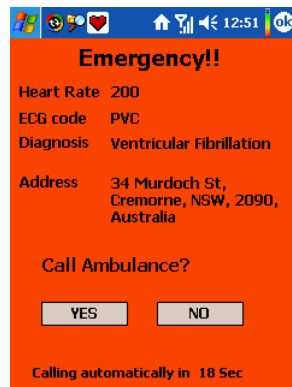 12:51 ok
Emergency!!
Heart Rate 200
ECG code PVC
Diagnosis Ventricular Fibrillation
Address 34 Murdoch St,
Cremorne, NSW, 2090,
Australia
Call Ambulance?
YES NO
Calling automatically in 18 Sec